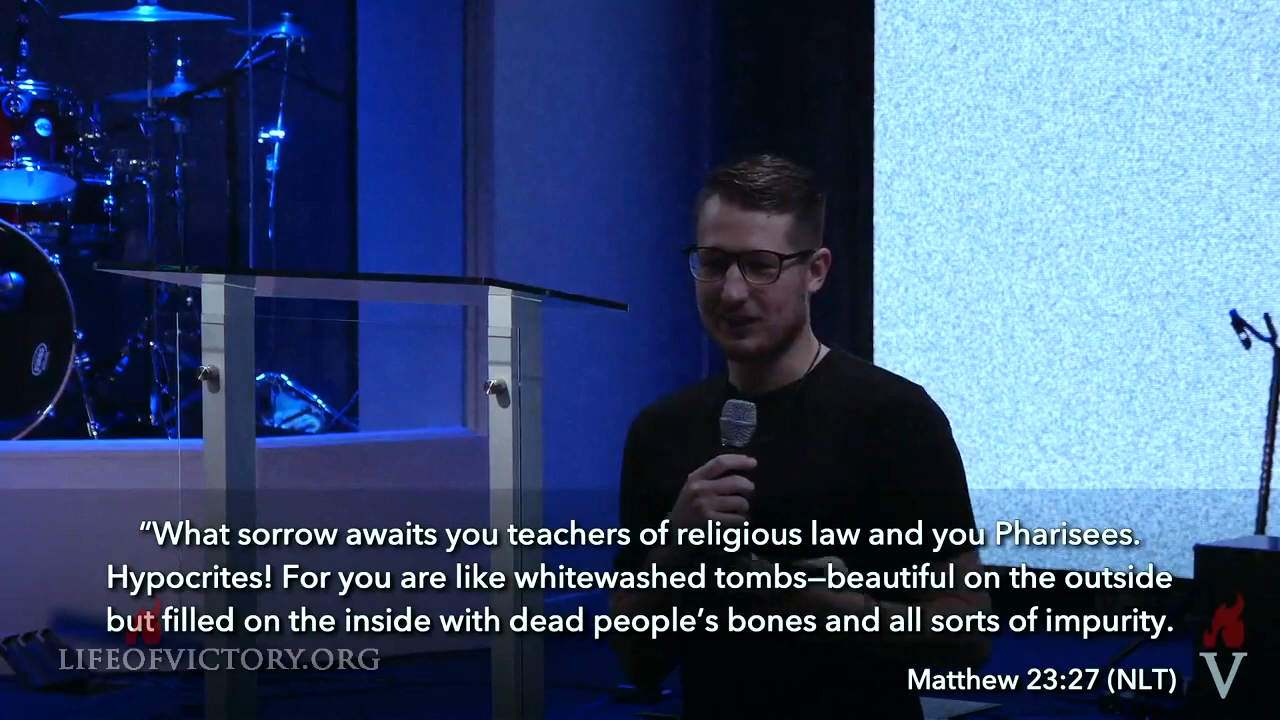 “What sorrow awaits you teachers of religious law and you Pharisees.
Hypocrites! For you are like whitewashed tombs—beautiful on the outside
but filled on the inside with dead people’s bones and all sorts of impurity.
LIFEOFVICTORY.ORG
Matthew 23:27 (NLT)
V